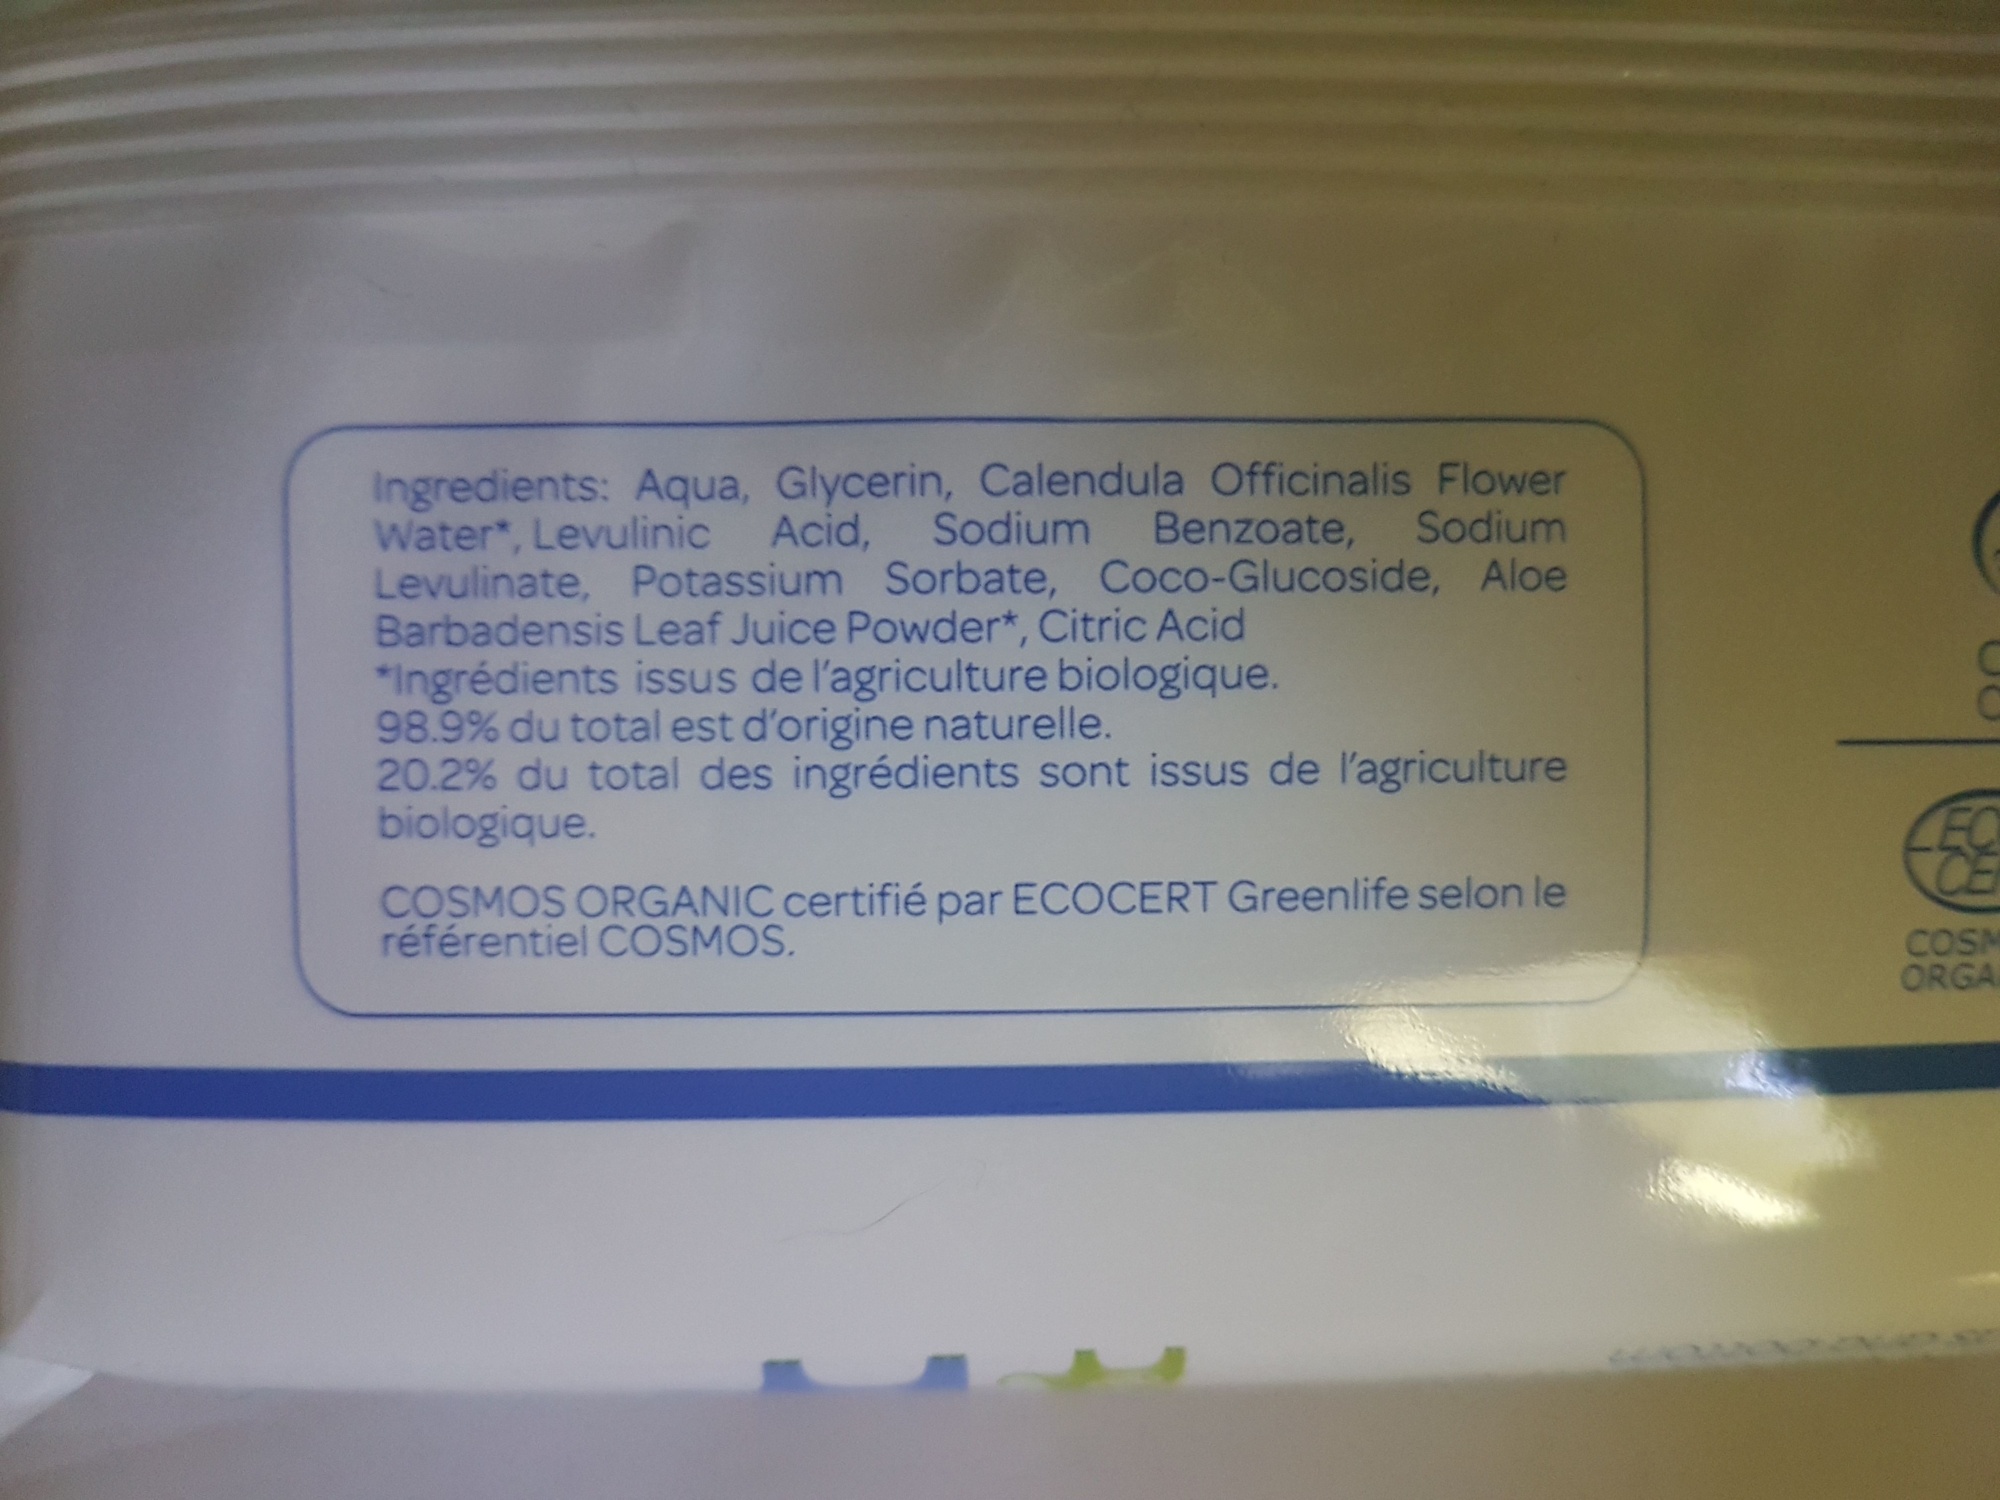 Ingredients: Aqua, Glycerin, Calendula Officinalis Flower
Water*, Levulinic Acid, Sodium Benzoate, Sodium
Levulinate, Potassium Sorbate, Coco-Glucoside, Aloe
Barbadensis Leaf Juice Powder*, Citric Acid
*Ingrédients issus de l'agriculture biologique.
98.9% du total est d'origine naturelle.
20.2% du total des ingrédients sont issus de l'agriculture
biologique.
COSMOS ORGANIC certifié par ECOCERT Greenlife selon le
référentiel COSMOS.